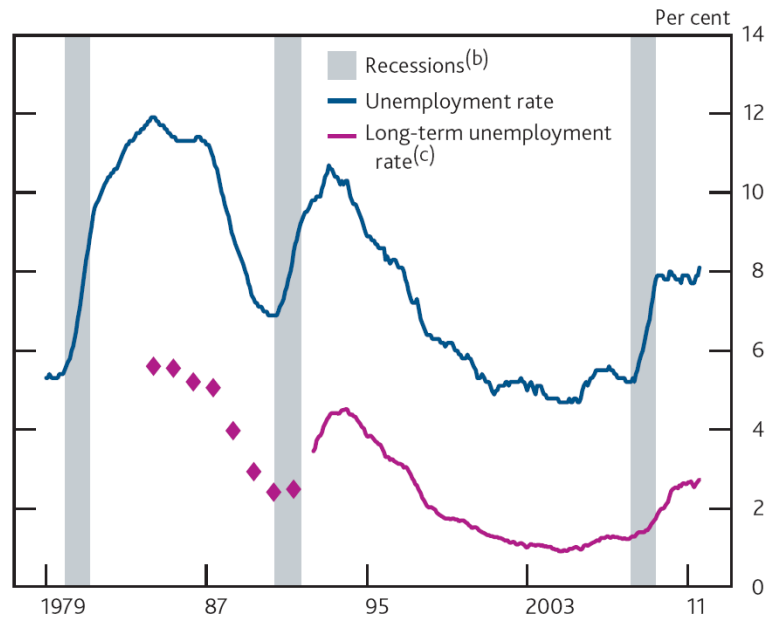 Per cent
14
Recessions(b)
Unemployment rate
Long-term unemployment
rate(c)
12
10
8
6
4
2
0
1979 87 95 2003 11